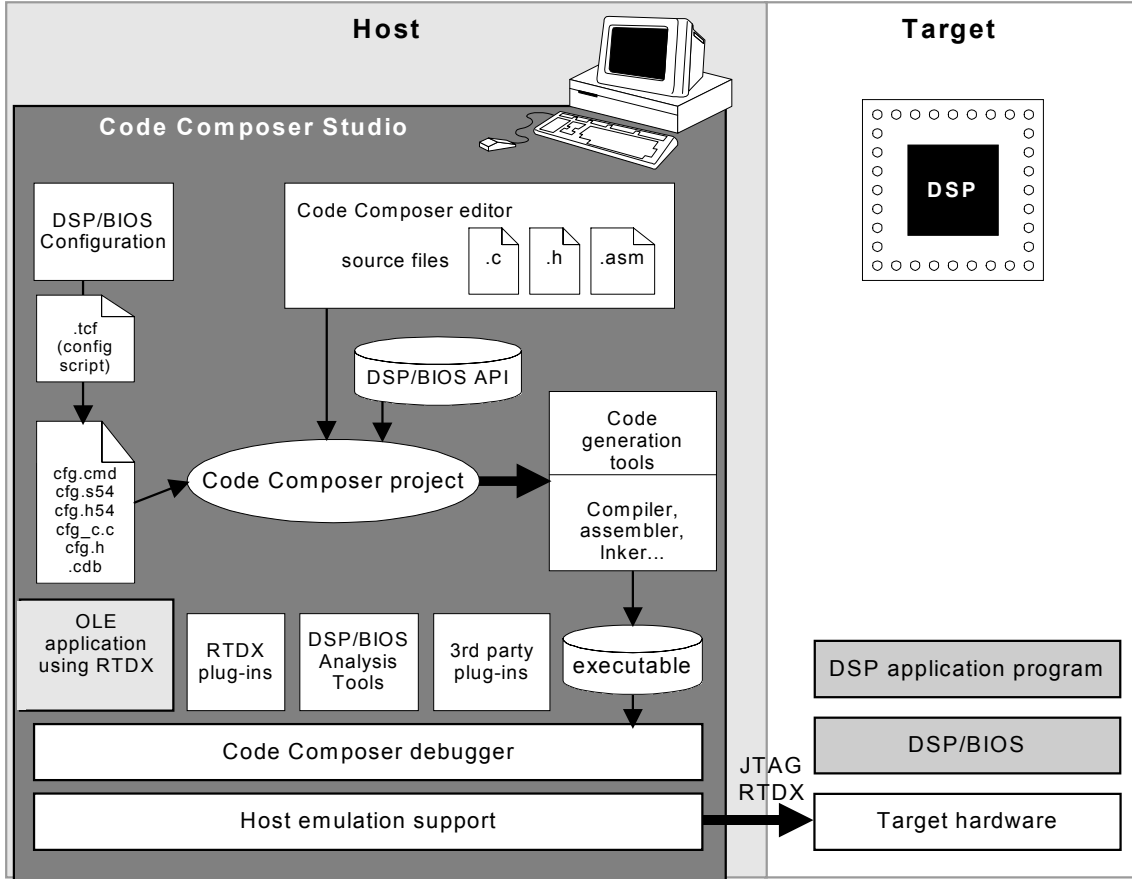 Host
Target
Code Composer Studio
DSP
DSP/BIOS
Configuration
Code Composer editor
source files
.c
.h
.asm
.tcf
(config
script)
DSP/BIOS API
Code
generation
tools
cfg.cmd
cfg.s54
cfg.h54
cfg_c.c
cfg.h
.cdb
Code Composer project
Compiler,
assembler,
lnker...
OLE
application
using RTDX
RTDX
plug-ins
DSP/BIOS
Analysis
Tools
3rd party
plug-ins
executable
DSP application program
Code Composer debugger
DSP/BIOS
JTAG
RTDX
Host emulation support
Target hardware